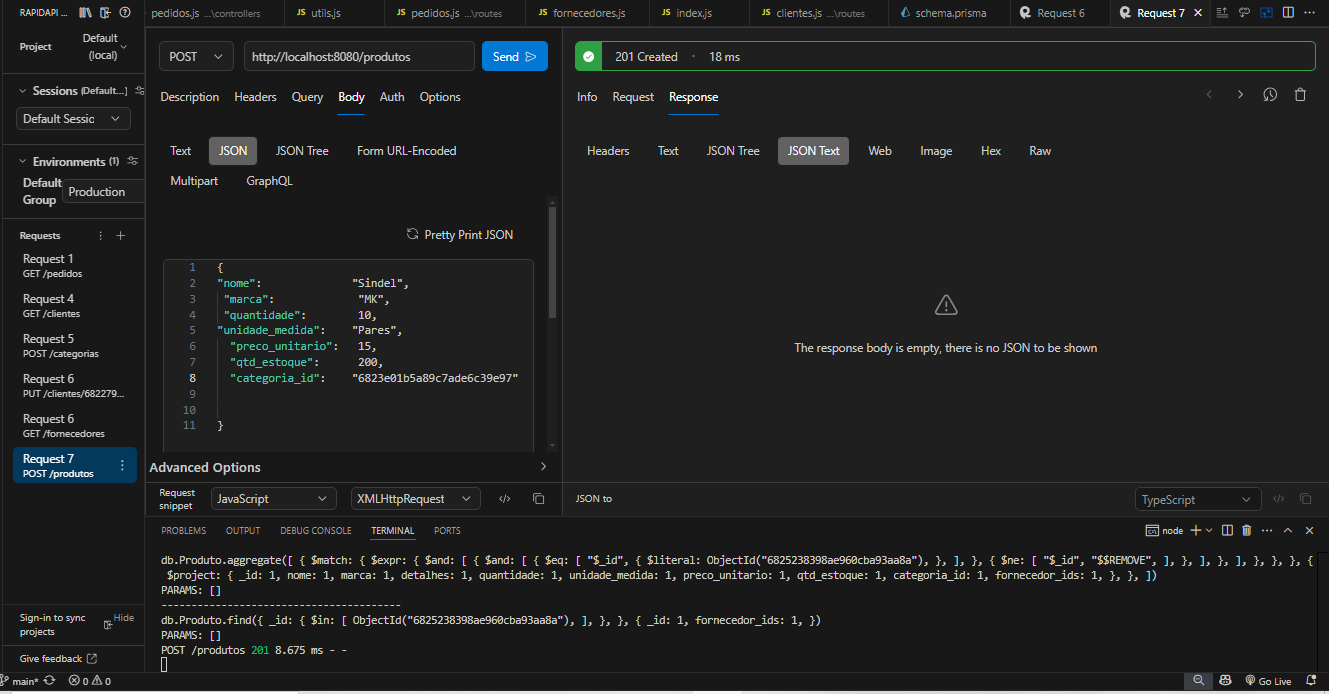 RAPIDAPI ...
pedidos.js ...\controllers
JS utils.js
JS pedidos.js ...\routes
JS fornecedores.js
JS index.js
JS clientes.js ...\routes
schema.prisma
Request 6
Request 7
Project
Default
(local)
Sessions (Default...]
Default Sessic
Environments (1)
Default
Group
Production
Requests
Request 1
GET /pedidos
Request 4
GET /clientes
Request 5
POST /categorias
Request 6
PUT /clientes/682279...
Request 6
GET /fornecedores
Request 7
POST /produtos
Sign-in to sync
projects
Hide
Give feedback
POST
http://localhost:8080/produtos
Send
Description Headers Query Body Auth Options
Text JSON JSON Tree Form URL-Encoded
Multipart GraphQL
Pretty Print JSON
1 {
2 "nome": "Sindel",
3 "marca": "MK",
4 "quantidade": 10,
5 "unidade_medida": "Pares",
6 "preco_unitario": 15,
7 "qtd_estoque": 200,
8 "categoria_id": "6823e01b5a89c7ade6c39e97"
9
10
11 }
Advanced Options
Request
snippet
JavaScript
XMLHttpRequest
201 Created · 18 ms
Info Request Response
Headers Text JSON Tree JSON Text Web Image Hex Raw
The response body is empty, there is no JSON to be shown
JSON to
TypeScript
PROBLEMS OUTPUT DEBUG CONSOLE TERMINAL PORTS
node
db.Produto.aggregate([ { $match: { $expr: { $and: [ { $and: [ { $eq: [ "$_id", { $literal: ObjectId("6825238398ae960cba93aa8a"), }, ], }, { $ne: [ "$_id", "$$REMOVE", ], }, ], }, ], }, }, }, {
$project: { _id: 1, nome: 1, marca: 1, detalhes: 1, quantidade: 1, unidade_medida: 1, preco_unitario: 1, qtd_estoque: 1, categoria_id: 1, fornecedor_ids: 1, }, }, ])
PARAMS: []
----------------------------------------
db.Produto.find({ _id: { $in: [ ObjectId("6825238398ae960cba93aa8a"), ], }, }, { _id: 1, fornecedor_ids: 1, })
PARAMS: []
POST /produtos 201 8.675 ms - -
main*
0 0
Go Live